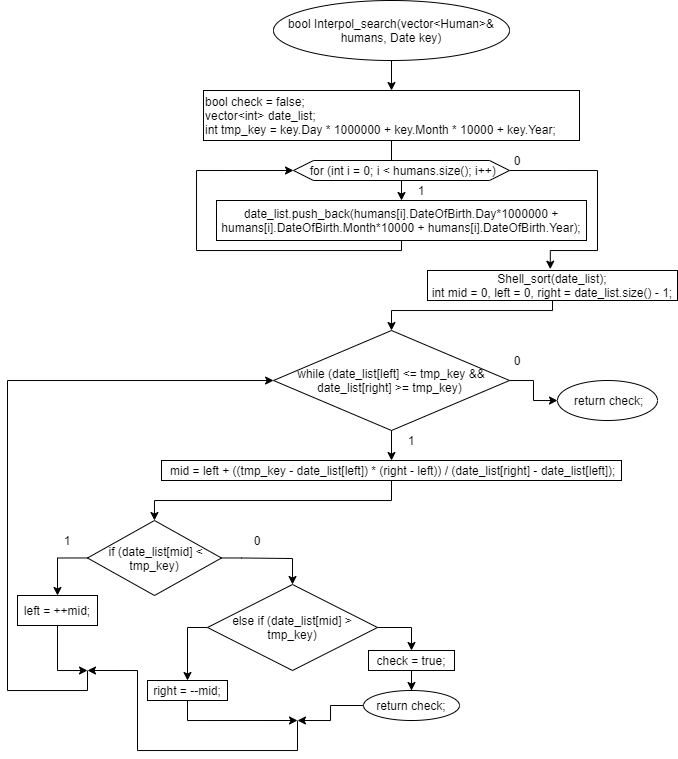 bool Interpol_search(vector<Human>&
humans, Date key)
bool check = false;
vector<int> date_list;
int tmp_key = key.Day * 1000000 + key.Month * 10000 + key.Year;
for (int i = 0; i < humans.size(); i++)
0
1
date_list.push_back(humans[i].DateOfBirth.Day*1000000 +
humans[i].DateOfBirth.Month*10000 + humans[i].DateOfBirth.Year);
Shell_sort(date_list);
int mid = 0, left = 0, right = date_list.size() - 1;
while (date_list[left] <= tmp_key &&
date_list[right] >= tmp_key)
0
return check;
1
mid = left + ((tmp_key - date_list[left]) * (right - left)) / (date_list[right] - date_list[left]);
1
if (date_list[mid] <
tmp_key)
0
left = ++mid;
else if (date_list[mid] >
tmp_key)
check = true;
right = --mid;
return check;